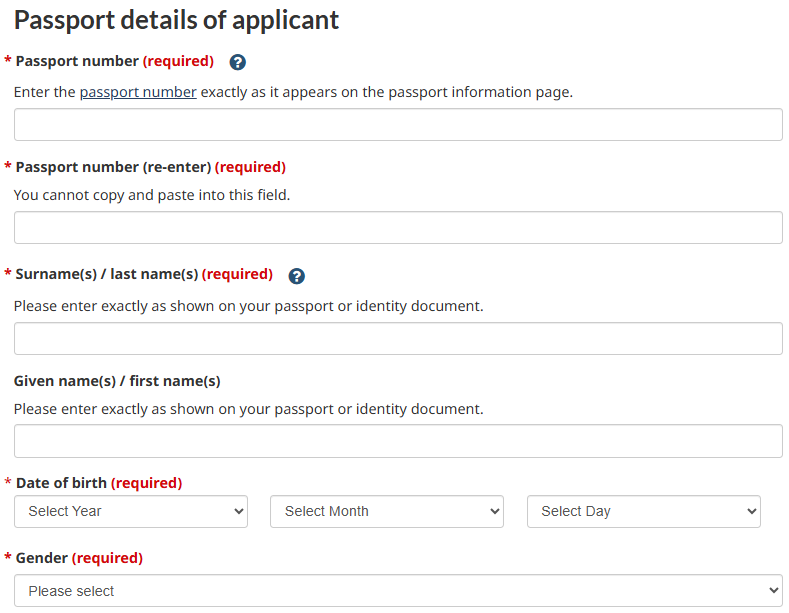 Passport details of applicant
* Passport number (required) ?
Enter the passport number exactly as it appears on the passport information page.
* Passport number (re-enter) (required)
You cannot copy and paste into this field.
* Surname(s) / last name(s) (required) ?
Please enter exactly as shown on your passport or identity document.
Given name(s) / first name(s)
Please enter exactly as shown on your passport or identity document.
* Date of birth (required)
Select Year Select Month Select Day
* Gender (required)
Please select